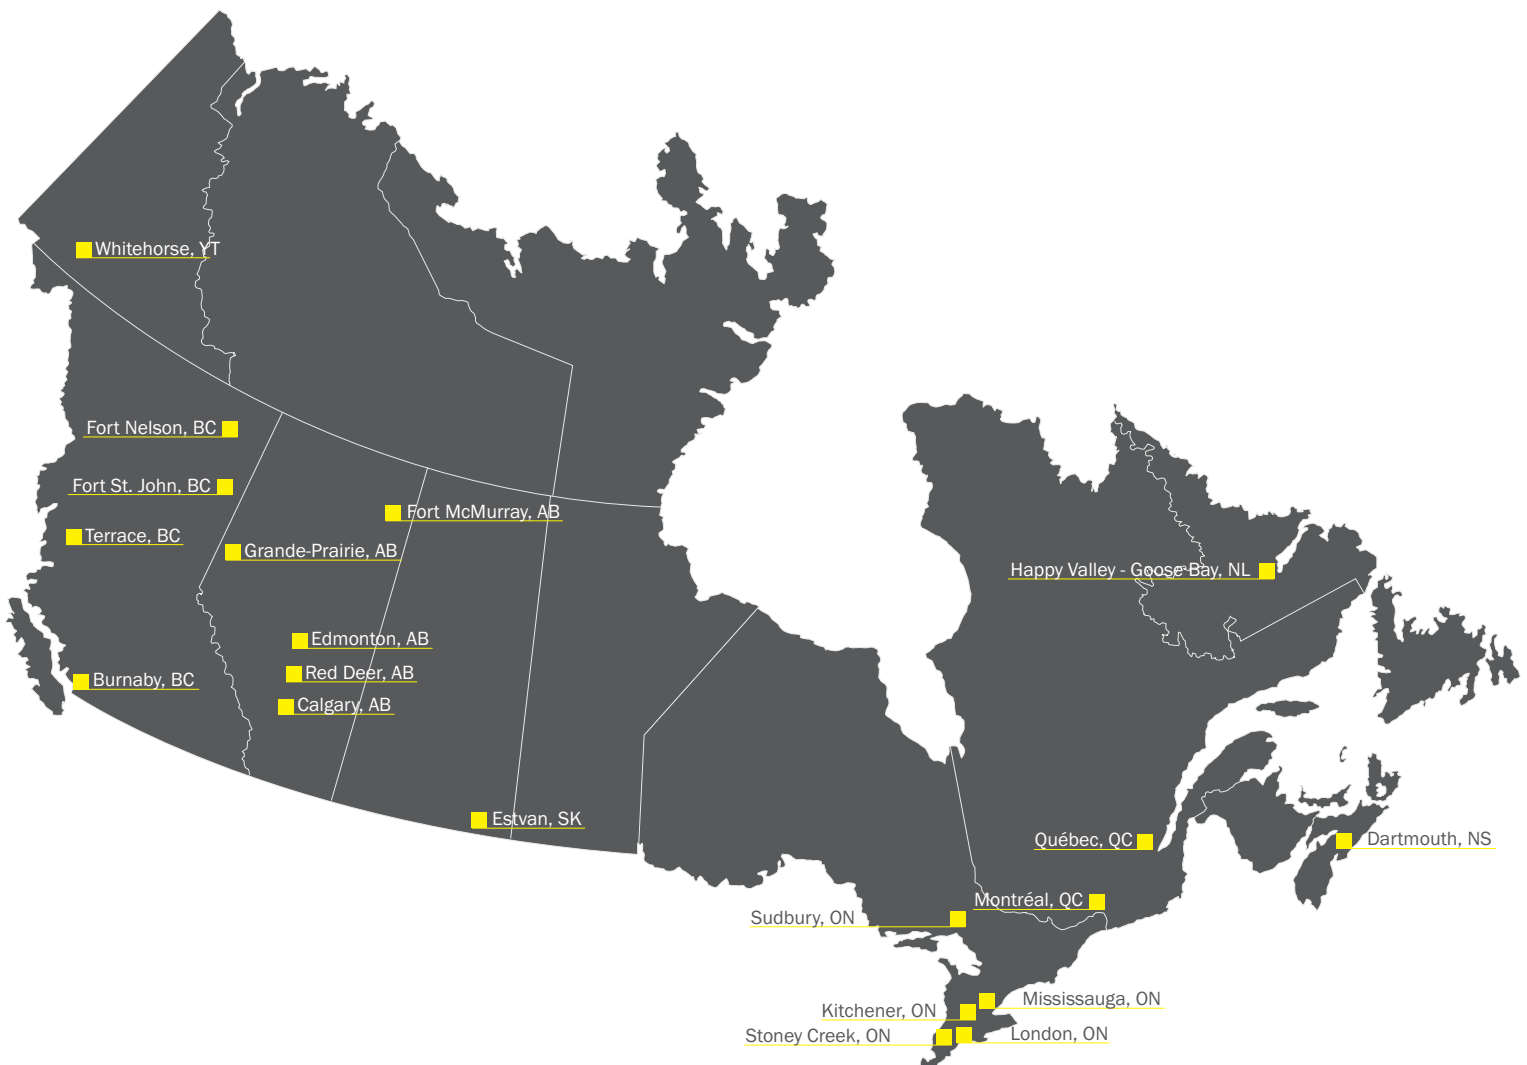 Whitehorse, YT
Fort Nelson, BC
Fort St. John, BC
Fort McMurray, AB
Terrace, BC
Grande-Prairie, AB
Happy Valley - Goose Bay, NL
Edmonton, AB
Red Deer, AB
Burnaby, BC
Calgary, AB
Estvan, SK
Québec, QC
Dartmouth, NS
Montréal, QC
Sudbury, ON
Mississauga, ON
Kitchener, ON
Stoney Creek, ON
London, ON